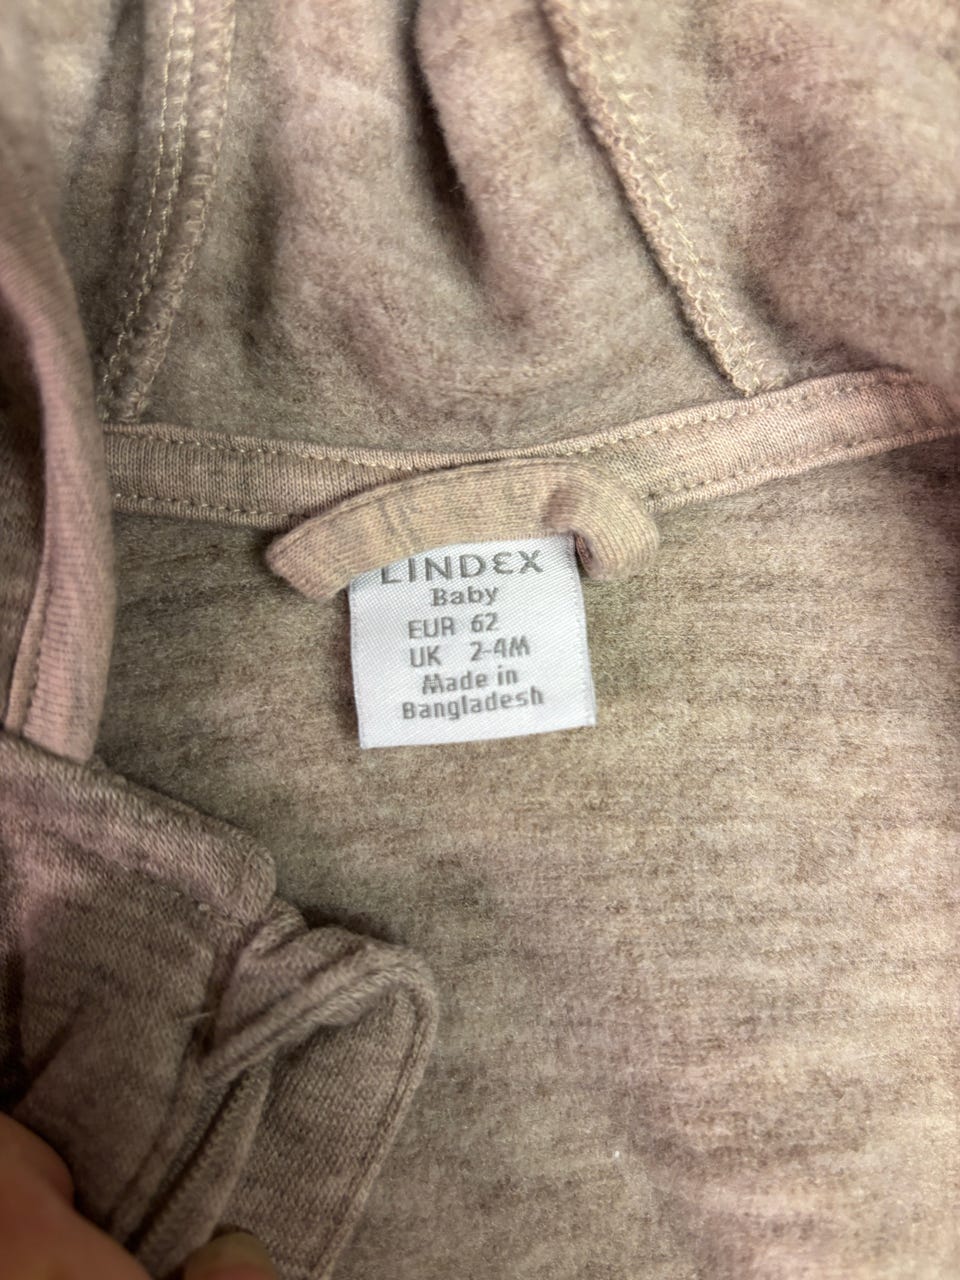 LINDEX
Baby
EUR 62
UK 2-4M
Made in
Bangladesh